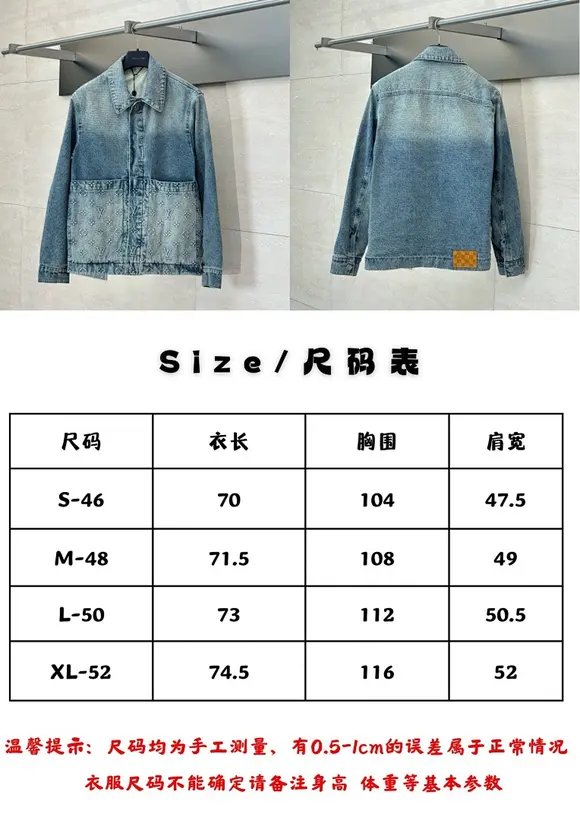 Size/尺码表
尺码 衣长 胸围 肩宽
S-46 70 104 47.5
M-48 71.5 108 49
L-50 73 112 50.5
XL-52 74.5 116 52
温馨提示：尺码均为手工测量、有0.5-1cm的误差属于正常情况
衣服尺码不能确定请备注身高 体重等基本参数